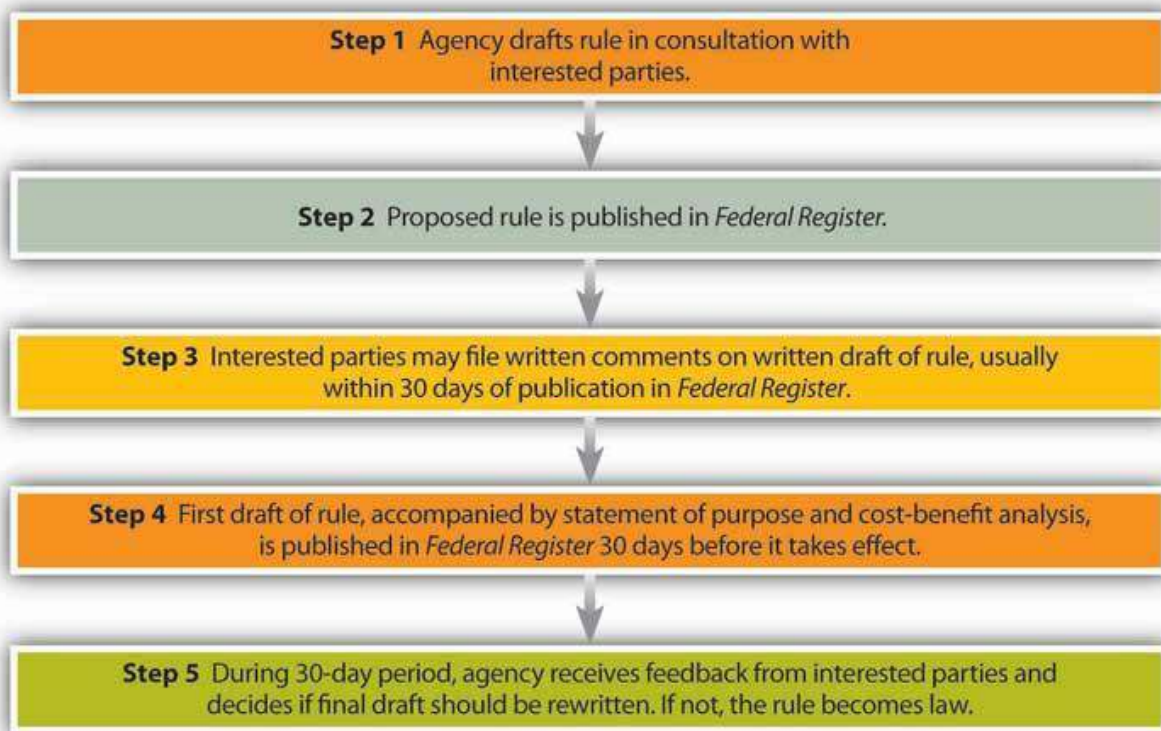 Step 1 Agency drafts rule in consultation with
interested parties.
Step 2 Proposed rule is published in Federal Register.
Step 3 Interested parties may file written comments on written draft of rule, usually
within 30 days of publication in Federal Register.
Step 4 First draft of rule, accompanied by statement of purpose and cost-benefit analysis,
is published in Federal Register 30 days before it takes effect.
Step 5 During 30-day period, agency receives feedback from interested parties and
decides if final draft should be rewritten. If not, the rule becomes law.